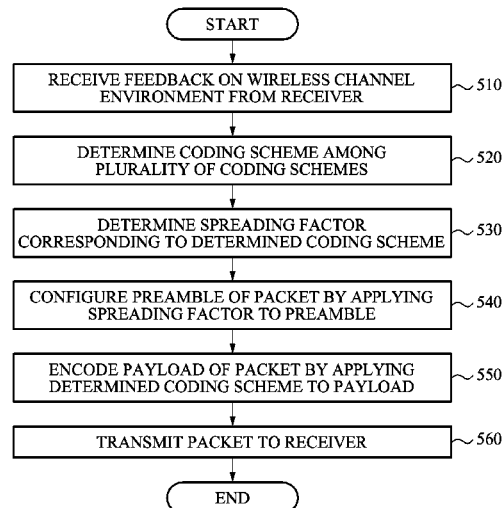 START
RECEIVE FEEDBACK ON WIRELESS CHANNEL
ENVIRONMENT FROM RECEIVER
510
DETERMINE CODING SCHEME AMONG
PLURALITY OF CODING SCHEMES
520
DETERMINE SPREADING FACTOR
CORRESPONDING TO DETERMINED CODING SCHEME
530
CONFIGURE PREAMBLE OF PACKET BY APPLYING
SPREADING FACTOR TO PREAMBLE
540
ENCODE PAYLOAD OF PACKET BY APPLYING
DETERMINED CODING SCHEME TO PAYLOAD
550
TRANSMIT PACKET TO RECEIVER
560
END